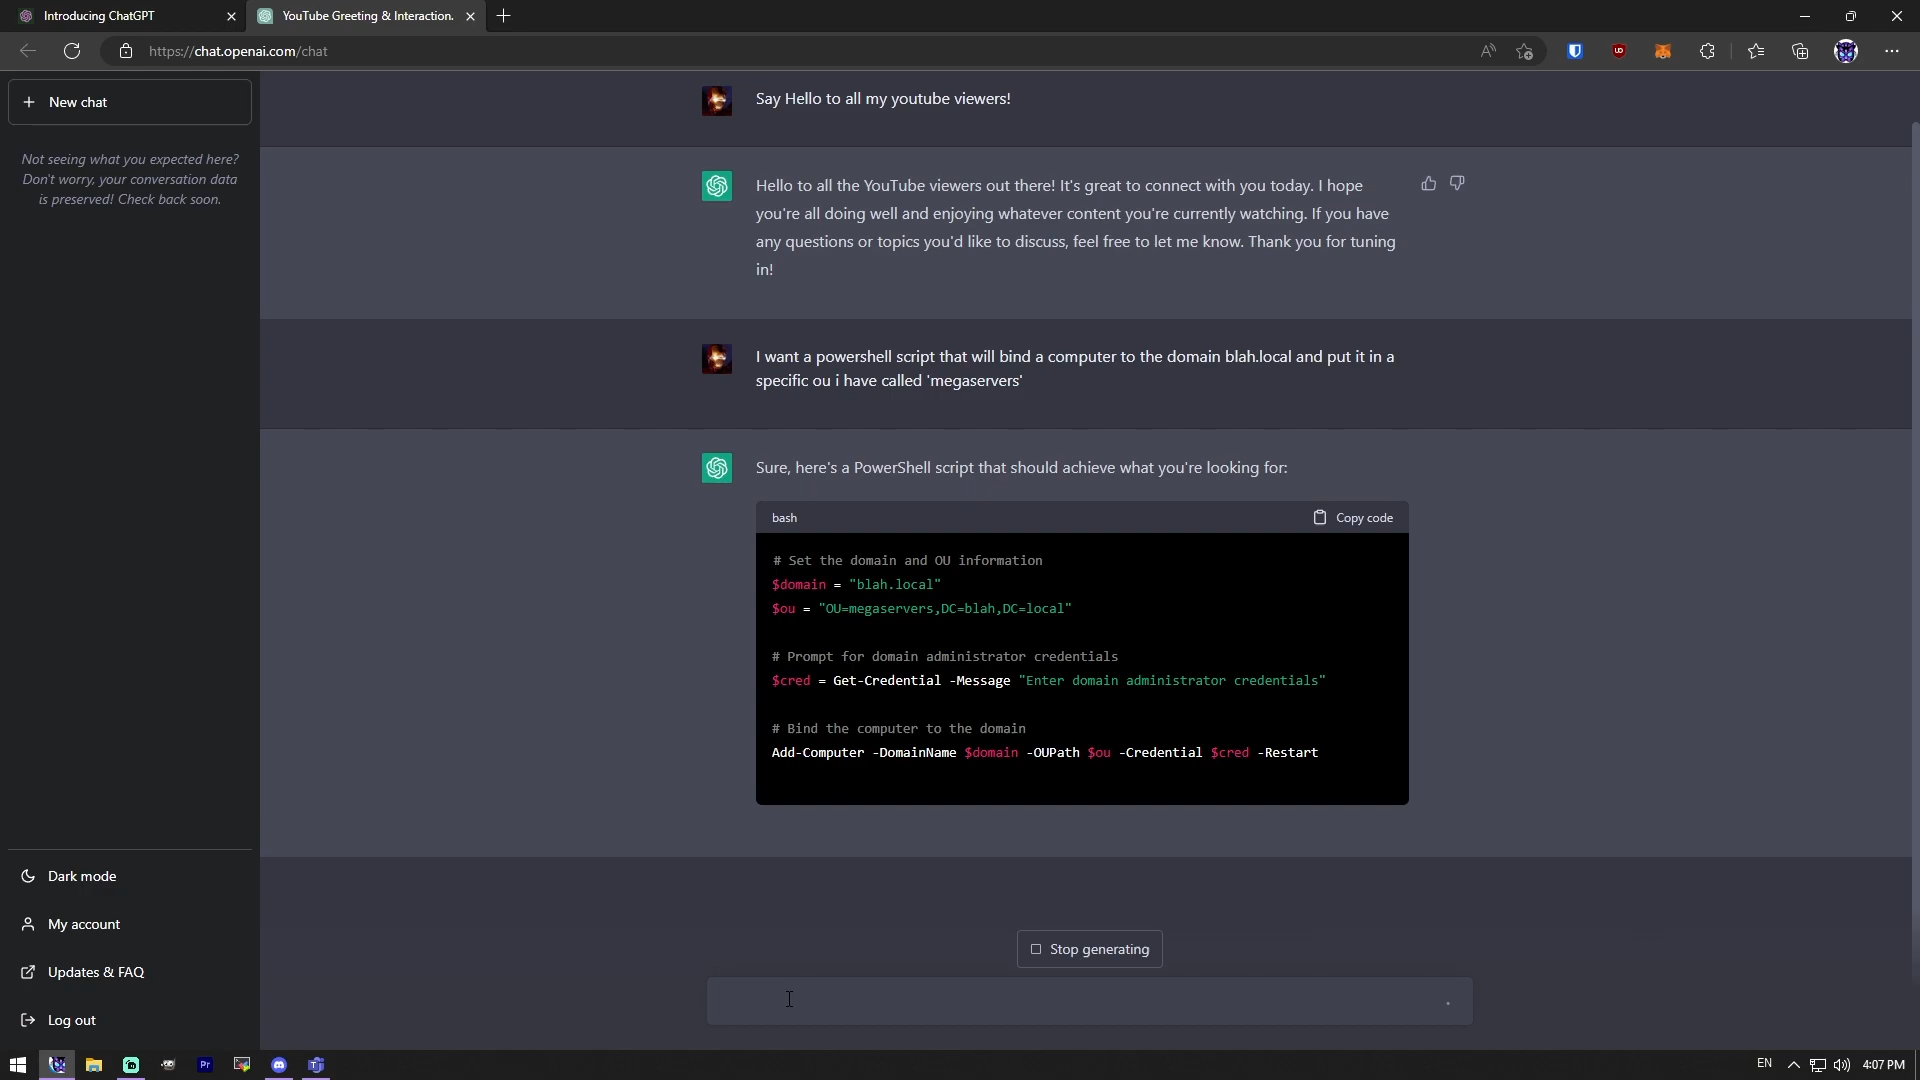 Introducing ChatGPT
YouTube Greeting & Interaction.
https://chat.openai.com/chat
New chat
Not seeing what you expected here?
Don't worry, your conversation data
is preserved! Check back soon.
Say Hello to all my youtube viewers!
Hello to all the YouTube viewers out there! It's great to connect with you today. I hope
you're all doing well and enjoying whatever content you're currently watching. If you have
any questions or topics you'd like to discuss, feel free to let me know. Thank you for tuning
in!
I want a powershell script that will bind a computer to the domain blah.local and put it in a
specific ou i have called 'megaservers'
Sure, here's a PowerShell script that should achieve what you're looking for:
bash
Copy code
# Set the domain and OU information
$domain = "blah.local"
$ou = "OU=megaservers,DC=blah,DC=local"
# Prompt for domain administrator credentials
$cred = Get-Credential -Message "Enter domain administrator credentials"
# Bind the computer to the domain
Add-Computer -DomainName $domain -OUPath $ou -Credential $cred -Restart
Dark mode
My account
Updates & FAQ
Log out
Stop generating
Pr
EN
4:07 PM